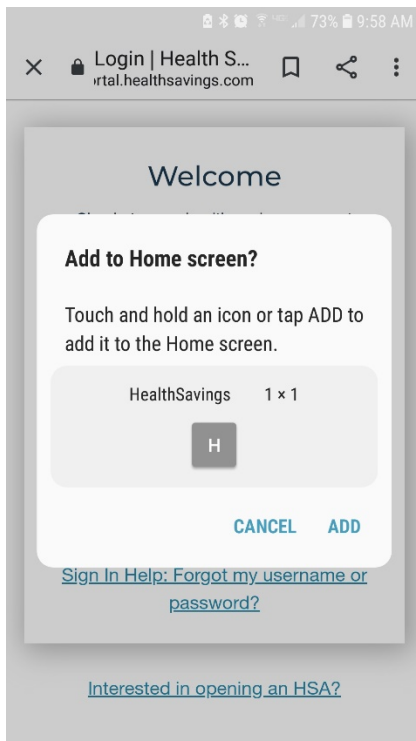 73% 9:58 AM
Login | Health S...
rtal.healthsavings.com
Welcome
Add to Home screen?
Touch and hold an icon or tap ADD to
add it to the Home screen.
HealthSavings 1 × 1
H
CANCEL ADD
Sign In Help: Forgot my username or
password?
Interested in opening an HSA?